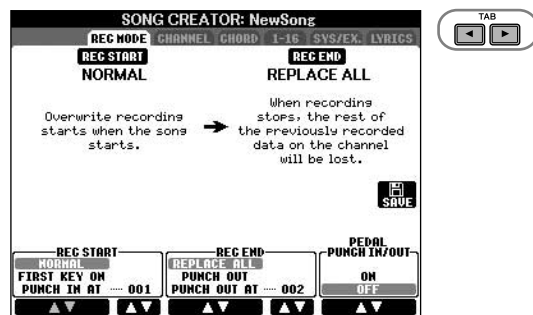 SONG CREATOR: NewSong
TAB
REC MODE CHANNEL CHORD 1-16 SYS/EX. LYRICS
REC START
NORMAL
Overwrite recording
starts when the song
starts.
REC END
REPLACE ALL
When recording
stops, the rest of
the previously recorded
data on the channel
will be lost.
SAVE
REC START
NORMAL
FIRST KEY ON
PUNCH IN AT ····· 001
REC END
REPLACE ALL
PUNCH OUT
PUNCH OUT AT ···· 002
PEDAL
PUNCH IN/OUT
ON
OFF